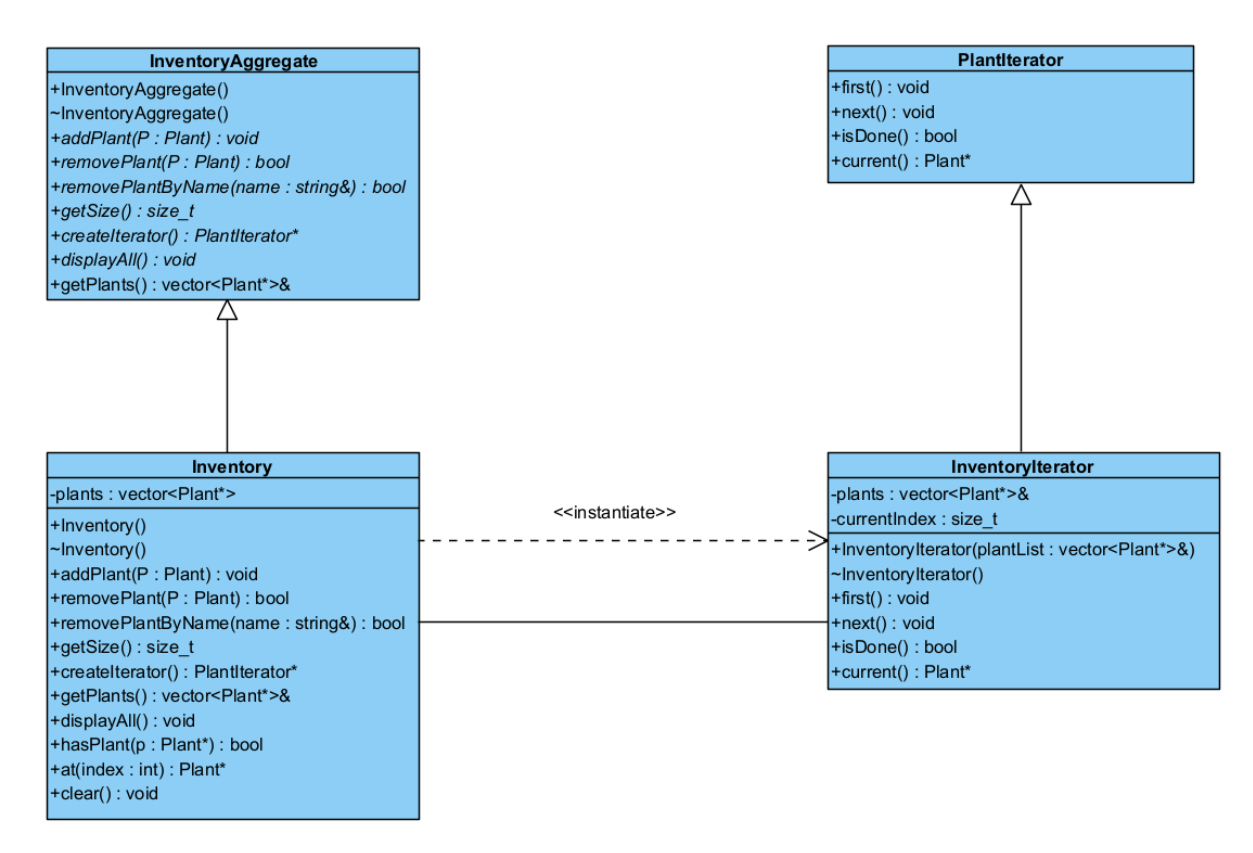 InventoryAggregate
+InventoryAggregate()
~InventoryAggregate()
+addPlant(P : Plant) : void
+removePlant(P : Plant) : bool
+removePlantByName(name : string&) : bool
+getSize() : size_t
+createIterator() : PlantIterator*
+displayAll() : void
+getPlants() : vector<Plant*>&
PlantIterator
+first() : void
+next() : void
+isDone() : bool
+current() : Plant*
Inventory
-plants : vector<Plant*>
+Inventory()
~Inventory()
+addPlant(P : Plant) : void
+removePlant(P : Plant) : bool
+removePlantByName(name : string&) : bool
+getSize() : size_t
+createIterator() : PlantIterator*
+getPlants() : vector<Plant*>&
+displayAll() : void
+hasPlant(p : Plant*) : bool
+at(index : int) : Plant*
+clear() : void
<<instantiate>>
InventoryIterator
-plants : vector<Plant*>&
-currentIndex : size_t
+InventoryIterator(plantList : vector<Plant*>&)
~InventoryIterator()
+first() : void
+next() : void
+isDone() : bool
+current() : Plant*